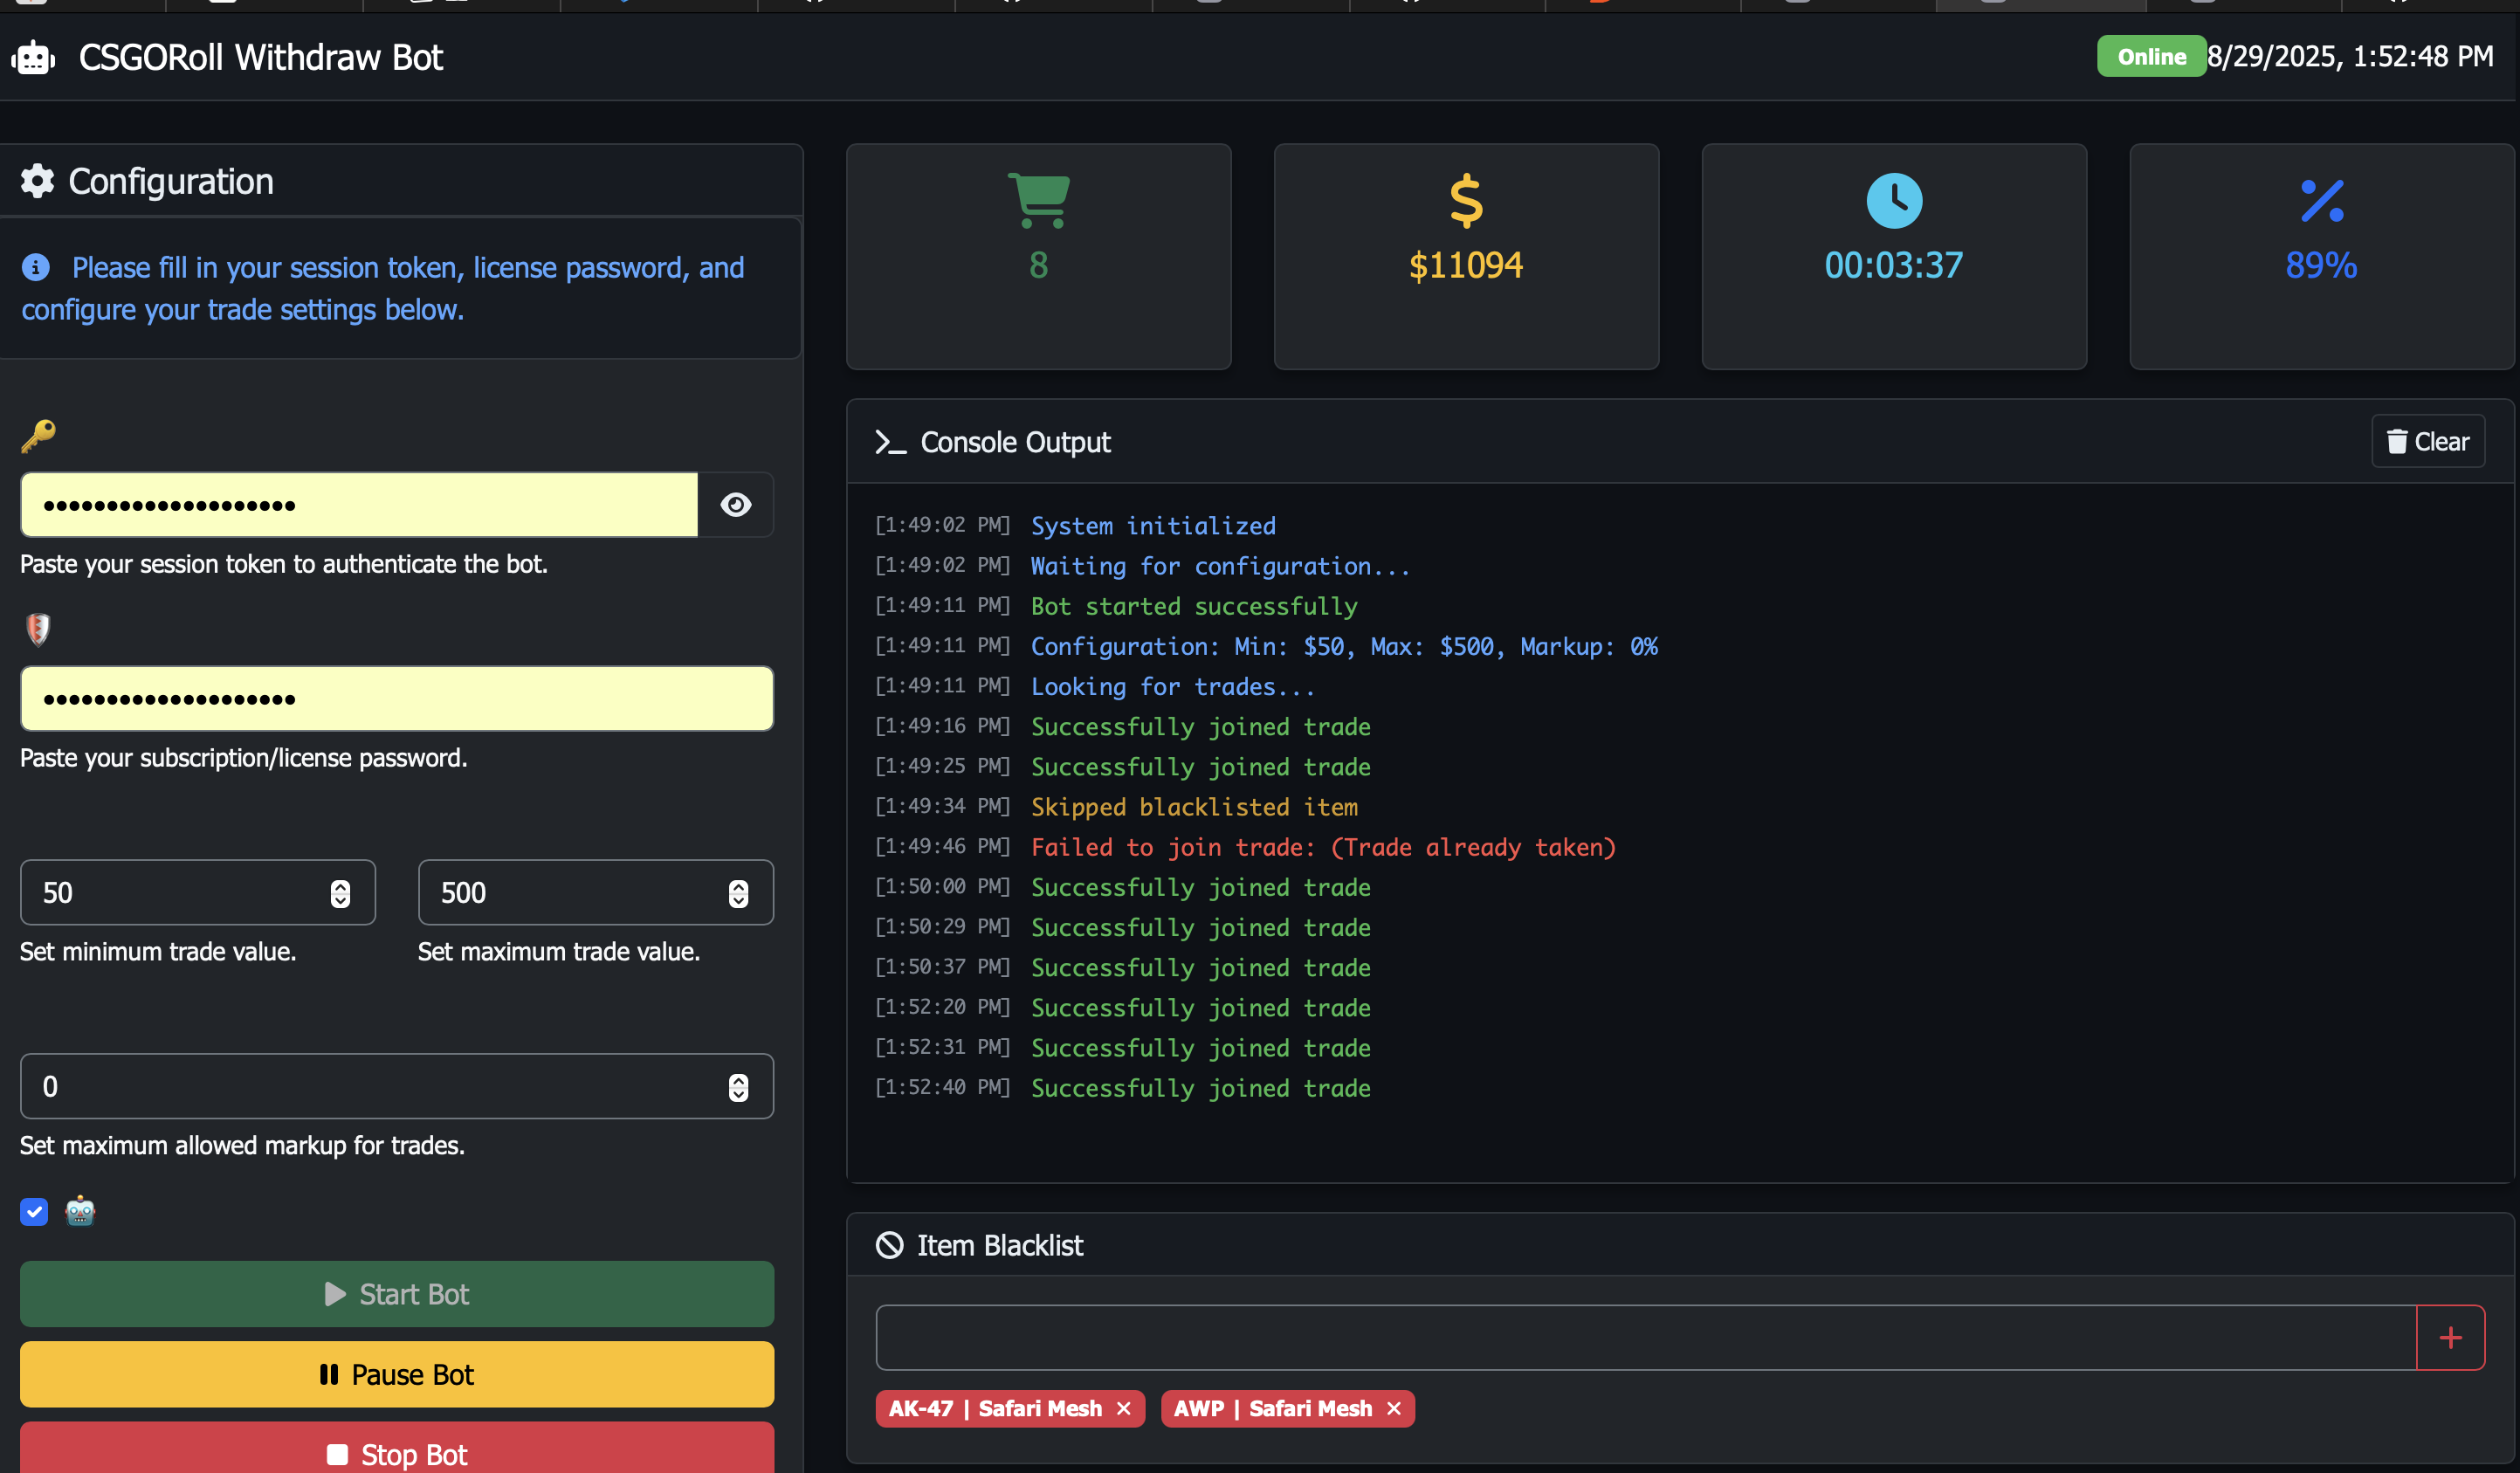 CSGORoll Withdraw Bot
Online 8/29/2025, 1:52:48 PM
Configuration
Please fill in your session token, license password, and
configure your trade settings below.
••••••••••••••••••••
Paste your session token to authenticate the bot.
••••••••••••••••••••
Paste your subscription/license password.
50
Set minimum trade value.
500
Set maximum trade value.
0
Set maximum allowed markup for trades.
Start Bot
Pause Bot
Stop Bot
8
$11094
00:03:37
89%
Console Output
Clear
[1:49:02 PM] System initialized
[1:49:02 PM] Waiting for configuration...
[1:49:11 PM] Bot started successfully
[1:49:11 PM] Configuration: Min: $50, Max: $500, Markup: 0%
[1:49:11 PM] Looking for trades...
[1:49:16 PM] Successfully joined trade
[1:49:25 PM] Successfully joined trade
[1:49:34 PM] Skipped blacklisted item
[1:49:46 PM] Failed to join trade: (Trade already taken)
[1:50:00 PM] Successfully joined trade
[1:50:29 PM] Successfully joined trade
[1:50:37 PM] Successfully joined trade
[1:52:20 PM] Successfully joined trade
[1:52:31 PM] Successfully joined trade
[1:52:40 PM] Successfully joined trade
Item Blacklist
+
AK-47 | Safari Mesh ×
AWP | Safari Mesh ×